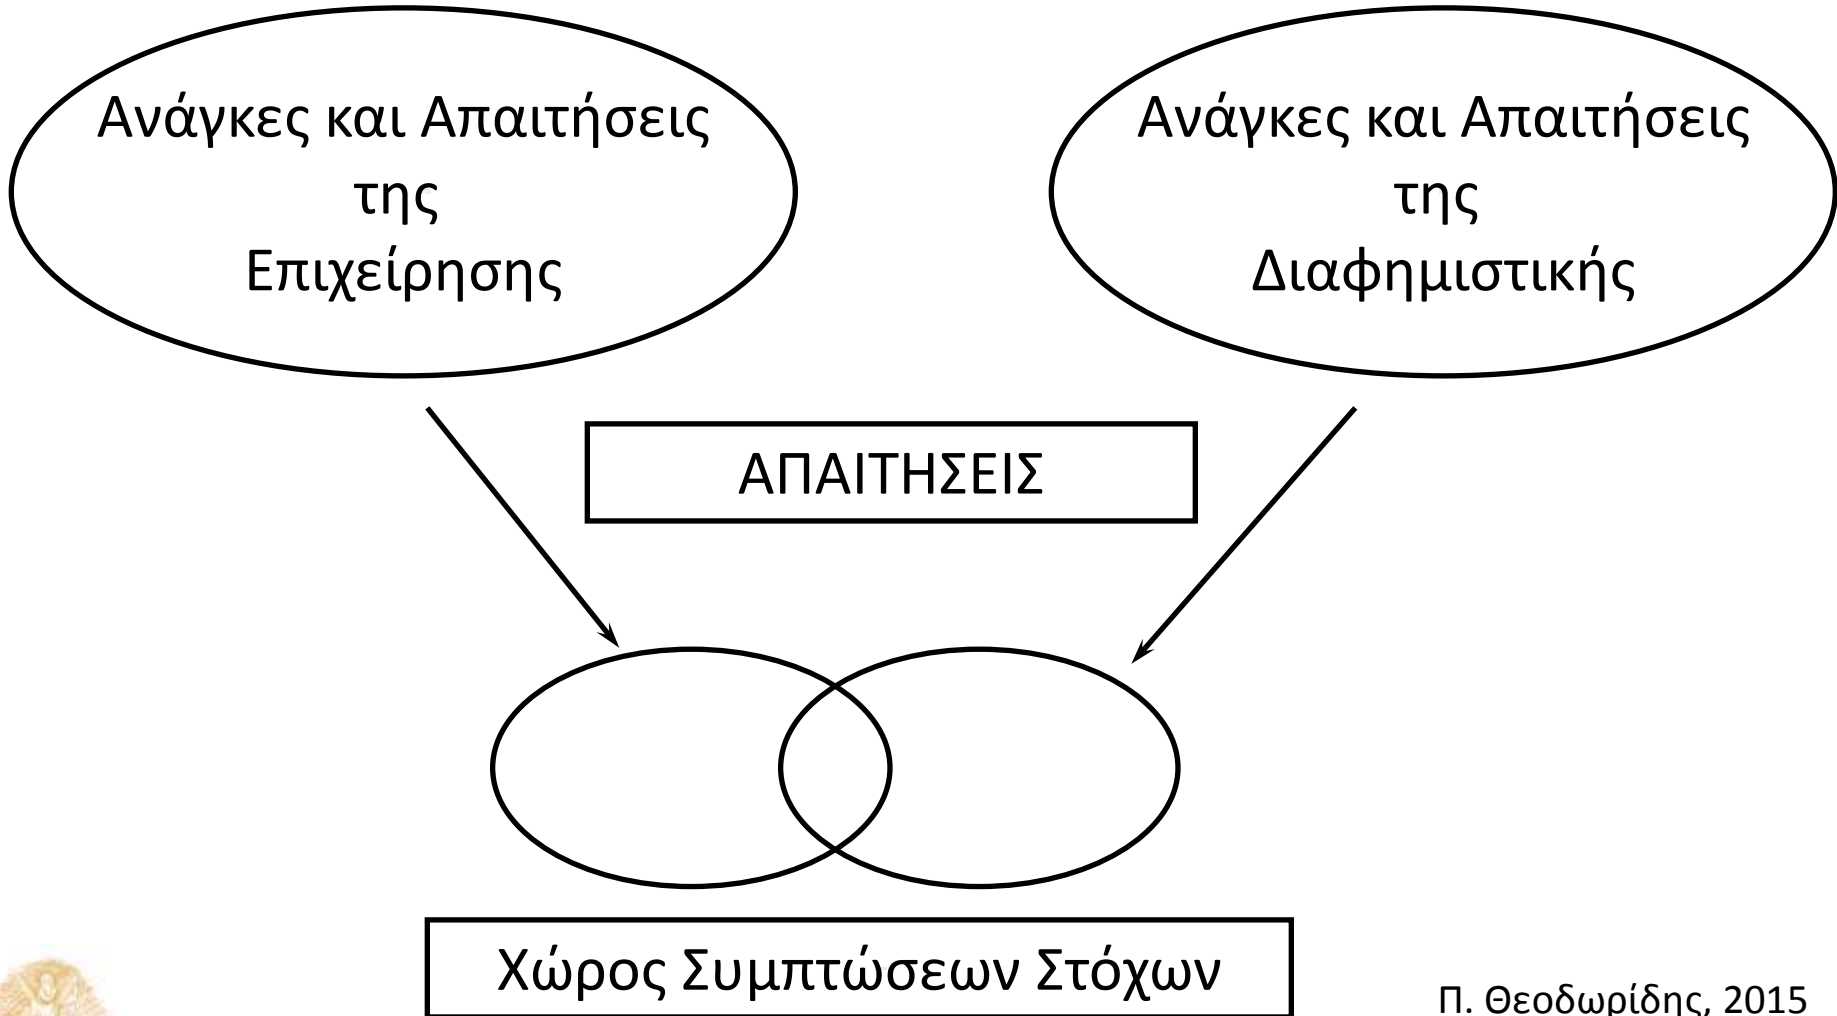 Ανάγκες και Απαιτήσεις
της
Επιχείρησης
Ανάγκες και Απαιτήσεις
της
Διαφημιστικής
ΑΠΑΙΤΗΣΕΙΣ
Χώρος Συμπτώσεων Στόχων
Π. Θεοδωρίδης, 2015